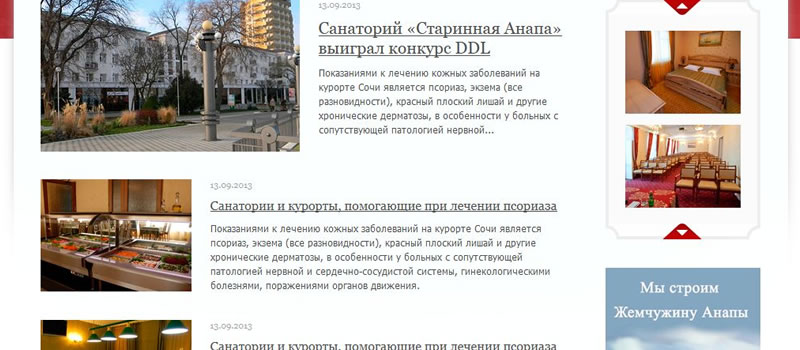 13.09.2013
Санаторий «Старинная Анапа»
выиграл конкурс DDL
Показаниями к лечению кожных заболеваний на
курорте Сочи является псориаз, экзема (все
разновидности), красный плоский лишай и другие
хронические дерматозы, в особенности у больных с
сопутствующей патологией нервной...
13.09.2013
Санатории и курорты, помогающие при лечении псориаза
Показаниями к лечению кожных заболеваний на курорте Сочи является
псориаз, экзема (все разновидности), красный плоский лишай и другие
хронические дерматозы, в особенности у больных с сопутствующей
патологией нервной и сердечно-сосудистой системы, гинекологическими
болезнями, поражениями органов движения.
13.09.2013
Санатории и курорты, помогающие при лечении псориаза
Мы строим
Жемчужину Анапы